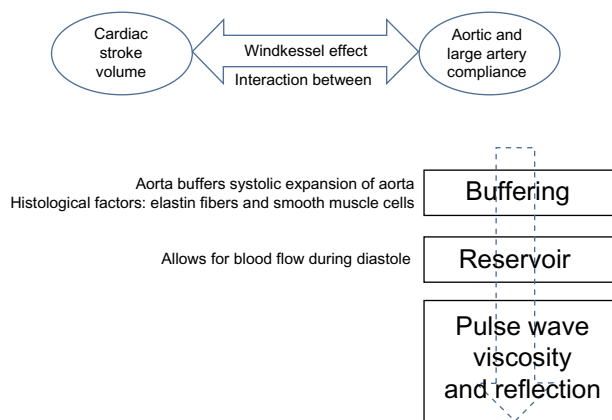 Cardiac
stroke
volume
Windkessel effect
Interaction between
Aortic and
large artery
compliance
Aorta buffers systolic expansion of aorta
Histological factors: elastin fibers and smooth muscle cells
Buffering
Allows for blood flow during diastole
Reservoir
Pulse wave
viscosity
and reflection